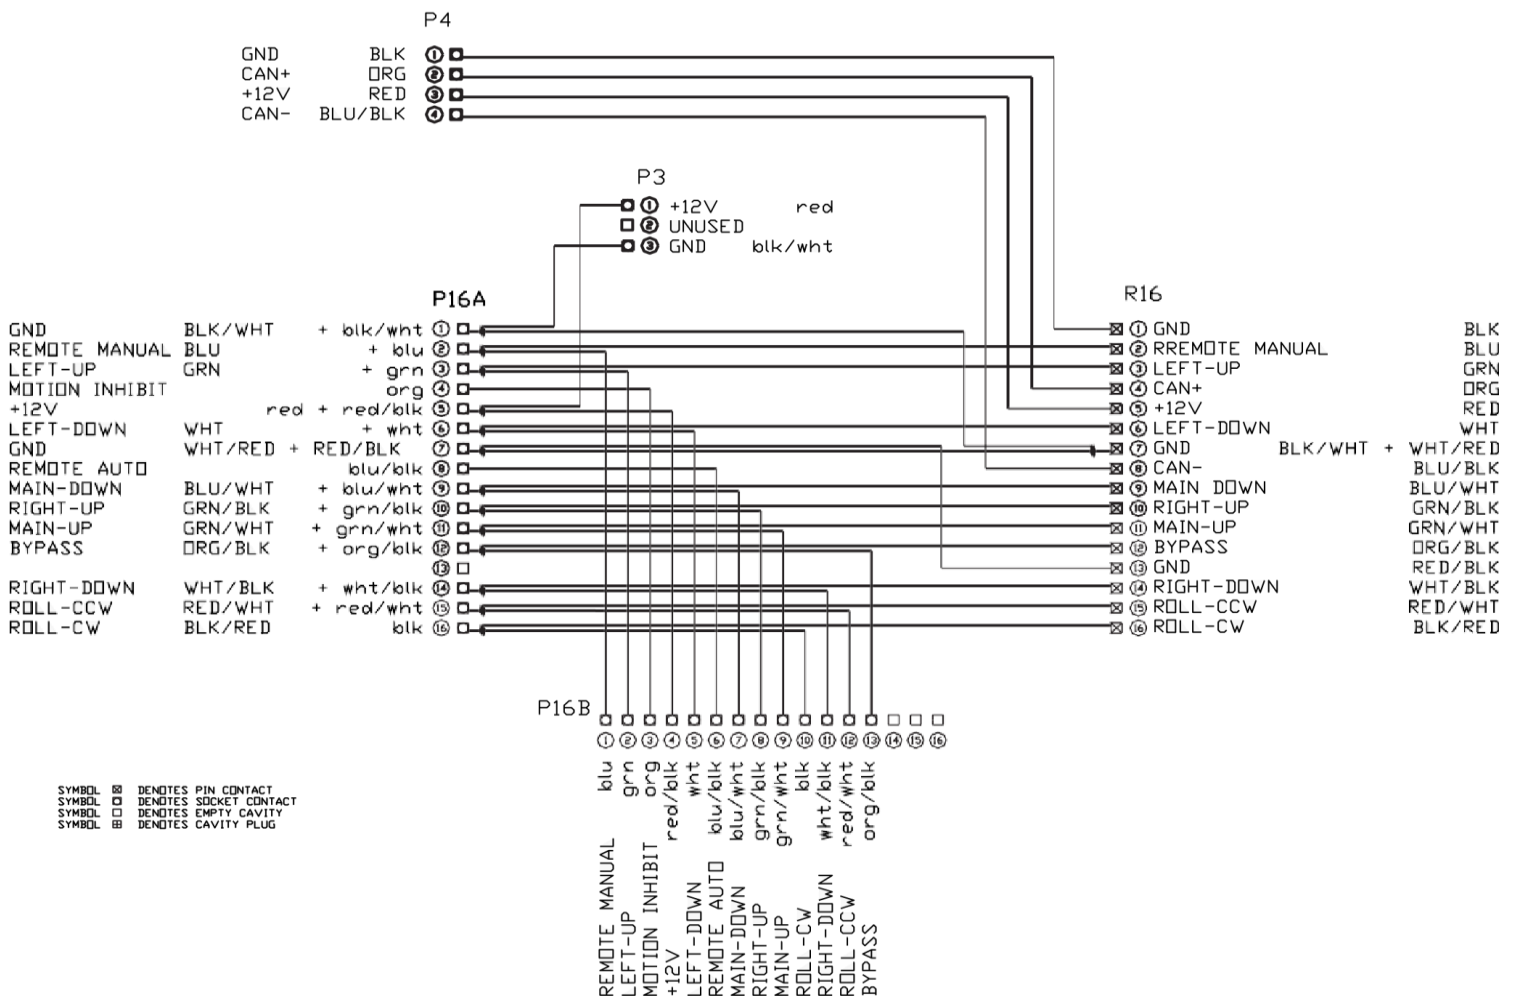 P4
GND BLK 1
CAN+ ORG 2
+12V RED 3
CAN- BLU/BLK 4
P3
1 +12V red
2 UNUSED
3 GND blk/wht
P16A
GND BLK/WHT + blk/wht 1
REMOTE MANUAL BLU + blu 2
LEFT-UP GRN + grn 3
MOTION INHIBIT org 4
+12V red + red/blk 5
LEFT-DOWN WHT + wht 6
GND WHT/RED + RED/BLK 7
REMOTE AUTO blu/blk 8
MAIN-DOWN BLU/WHT + blu/wht 9
RIGHT-UP GRN/BLK + grn/blk 10
MAIN-UP GRN/WHT + grn/wht 11
BYPASS ORG/BLK + org/blk 12
13
RIGHT-DOWN WHT/BLK + wht/blk 14
ROLL-CCW RED/WHT + red/wht 15
ROLL-CW BLK/RED blk 16
R16
1 GND BLK
2 RREMOTE MANUAL BLU
3 LEFT-UP GRN
4 CAN+ ORG
5 +12V RED
6 LEFT-DOWN WHT
7 GND BLK/WHT + WHT/RED
8 CAN- BLU/BLK
9 MAIN DOWN BLU/WHT
10 RIGHT-UP GRN/BLK
11 MAIN-UP GRN/WHT
12 BYPASS ORG/BLK
13 GND RED/BLK
14 RIGHT-DOWN WHT/BLK
15 ROLL-CCW RED/WHT
16 ROLL-CW BLK/RED
P16B
1 blu REMOTE MANUAL
2 grn LEFT-UP
3 org MOTION INHIBIT
4 red/blk +12V
5 wht LEFT-DOWN
6 blu/blk REMOTE AUTO
7 blu/wht MAIN-DOWN
8 grn/blk RIGHT-UP
9 grn/wht MAIN-UP
10 blk ROLL-CW
11 wht/blk RIGHT-DOWN
12 red/wht ROLL-CCW
13 org/blk BYPASS
14
15
16
SYMBOL DENOTES PIN CONTACT
SYMBOL DENOTES SOCKET CONTACT
SYMBOL DENOTES EMPTY CAVITY
SYMBOL DENOTES CAVITY PLUG